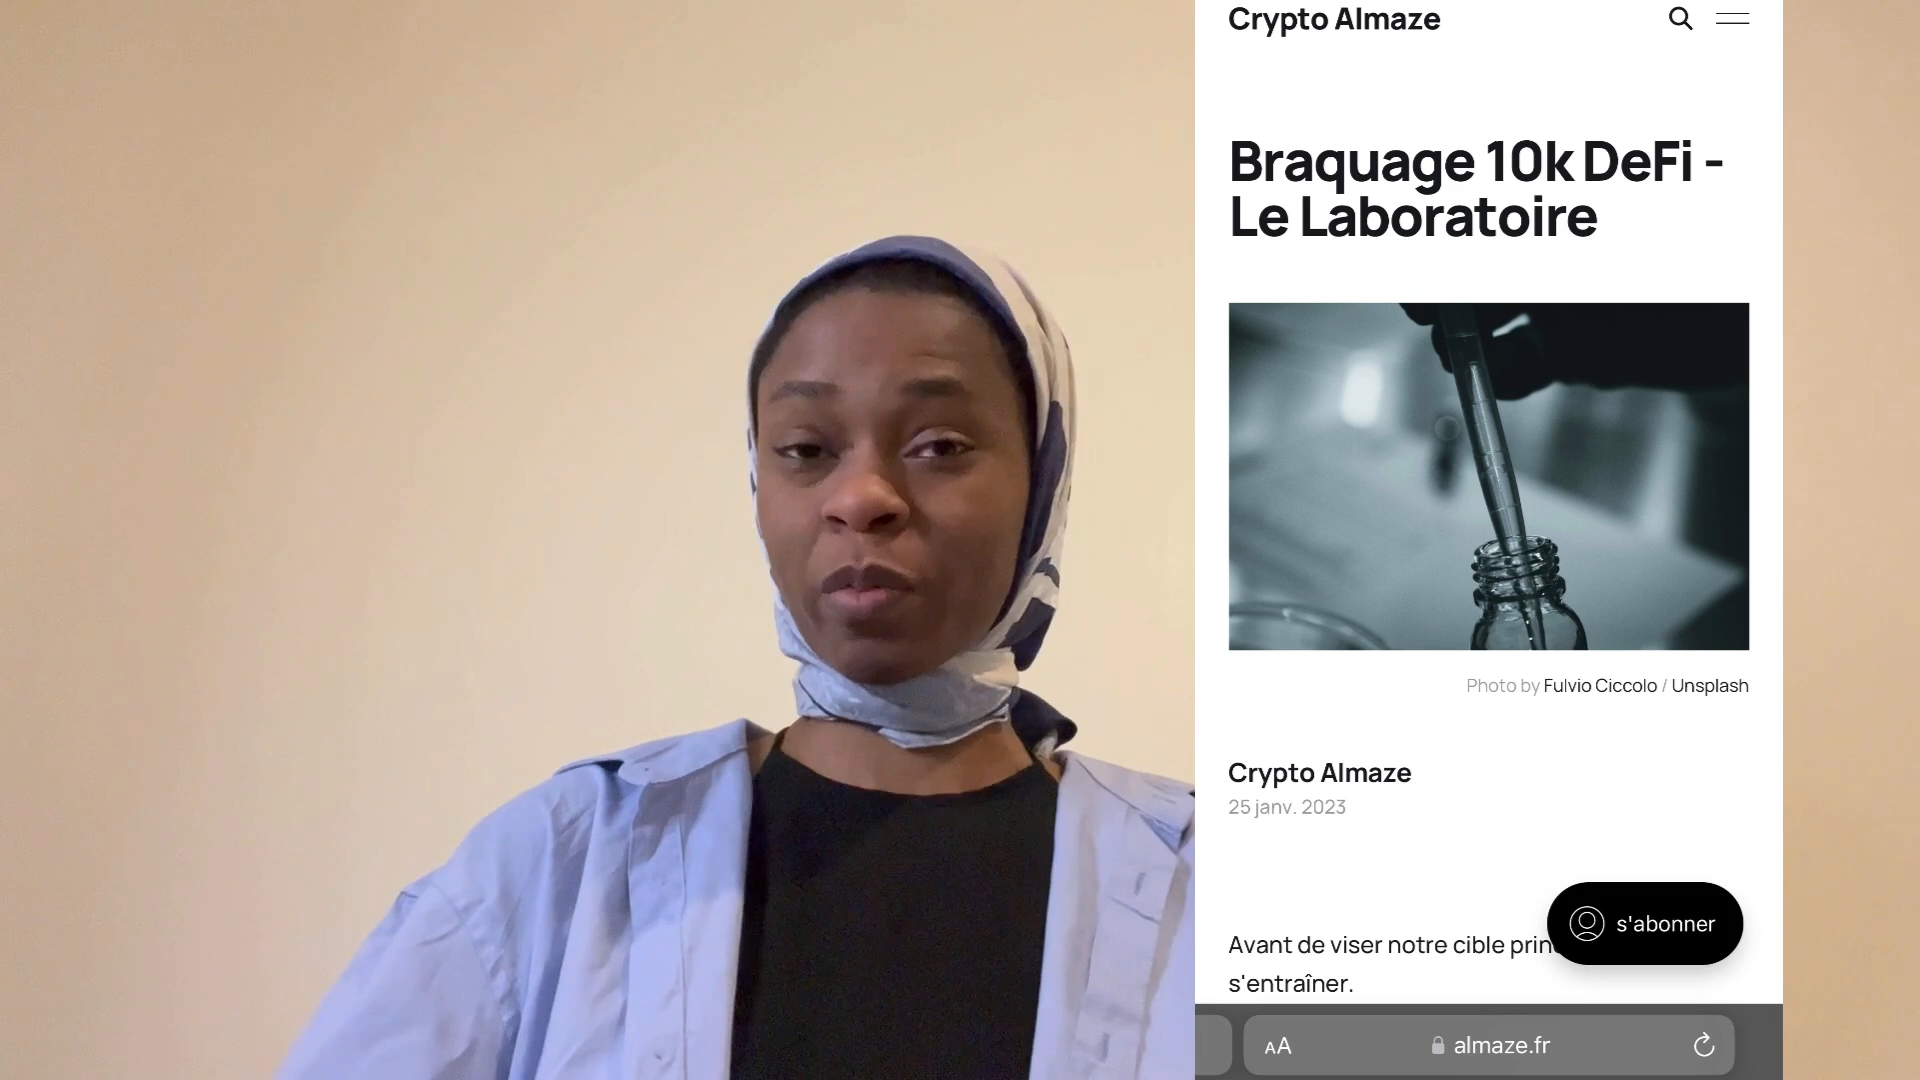 Crypto Almaze
Braquage 10k DeFi -
Le Laboratoire
Photo by Fulvio Ciccolo / Unsplash
Crypto Almaze
25 janv. 2023
s'abonner
Avant de viser notre cible
s'entraîner.
AA
almaze.fr